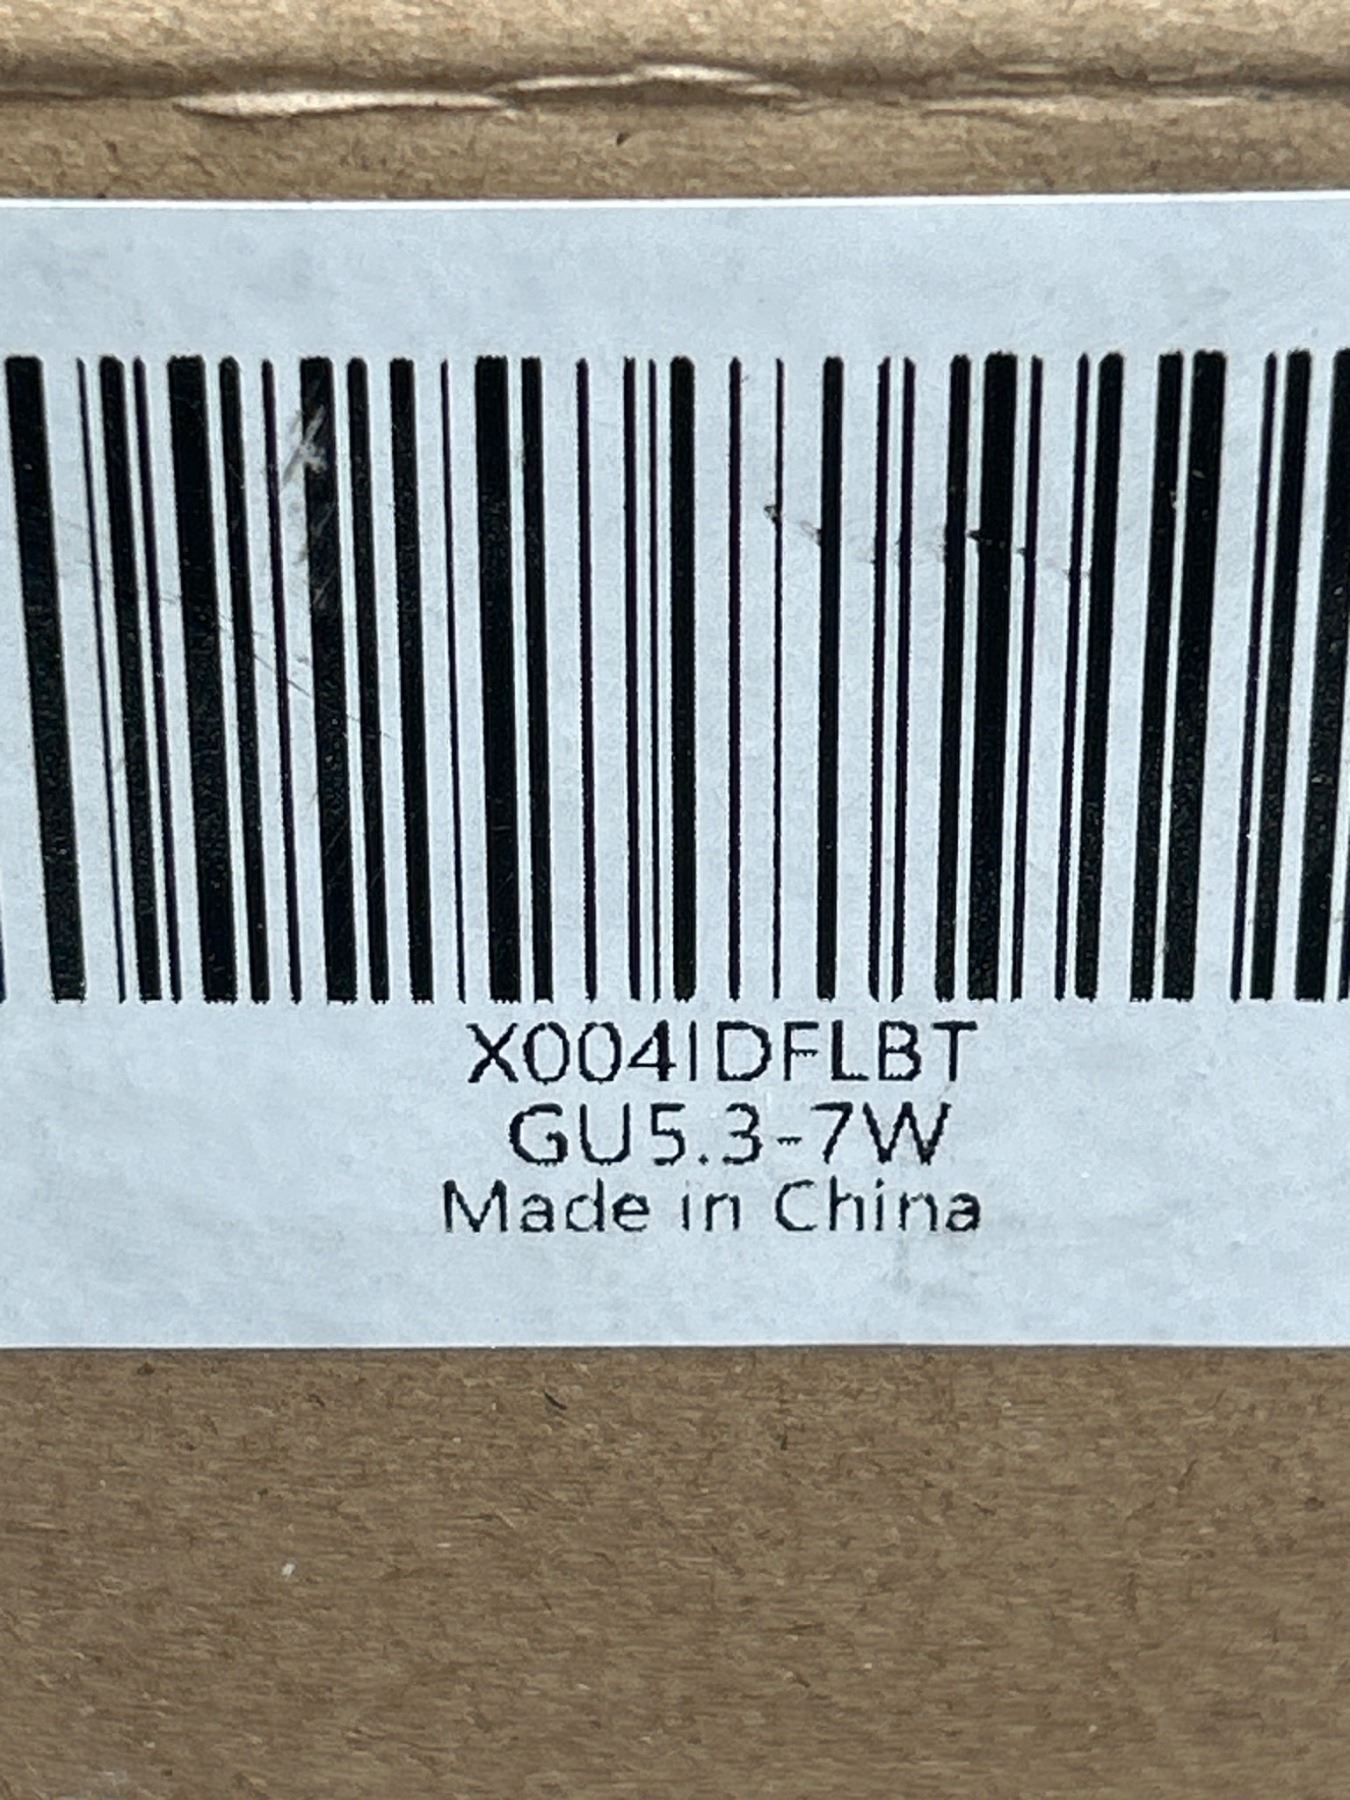 X004IDFLBT
GU5.3-7W
Made in China